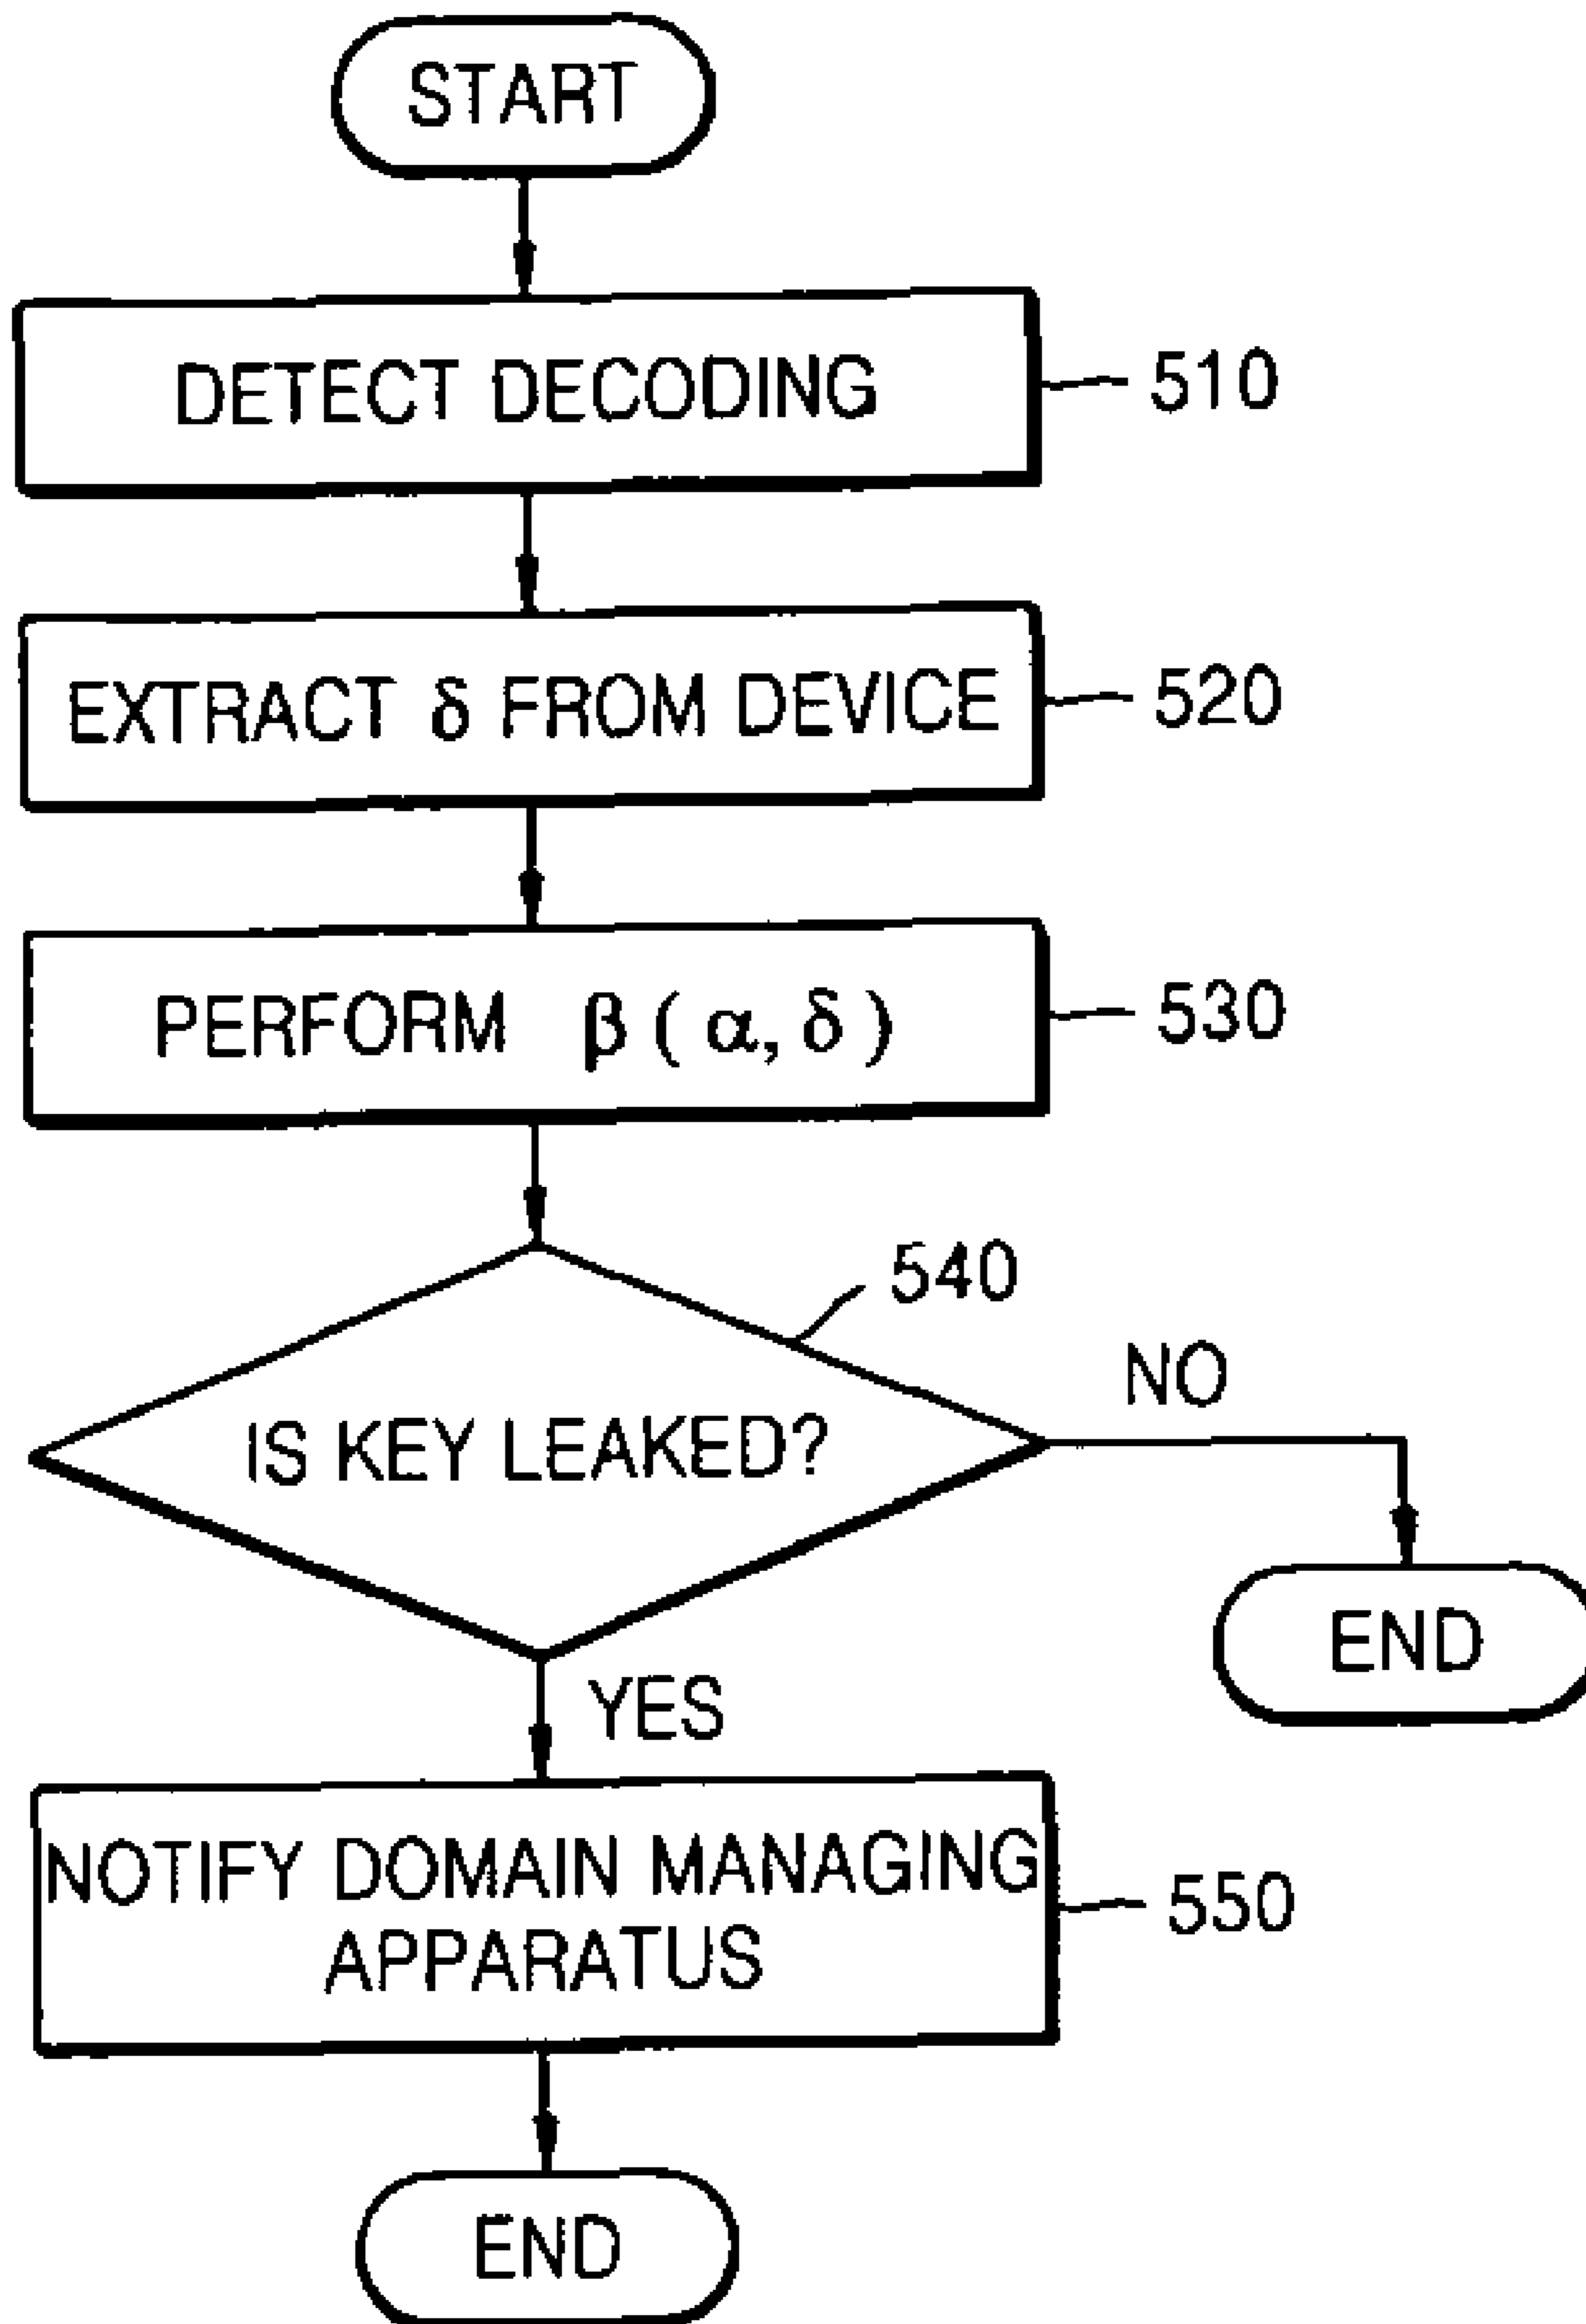 START
DETECT DECODING
510
EXTRACT δ FROM DEVICE
520
PERFORM β ( α, δ )
530
540
IS KEY LEAKED?
NO
END
YES
NOTIFY DOMAIN MANAGING
APPARATUS
550
END